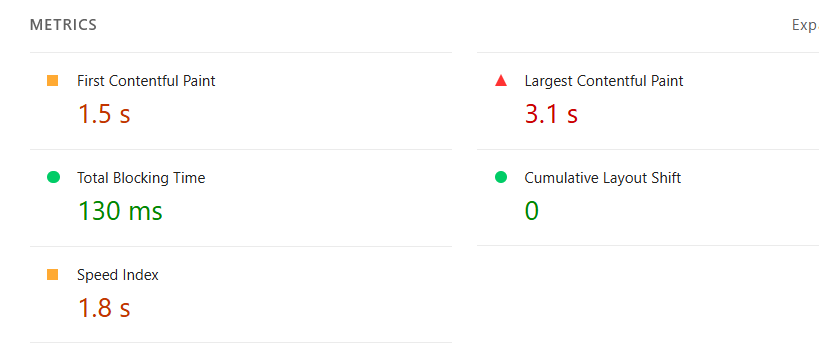 METRICS
Exp
First Contentful Paint
1.5 s
Largest Contentful Paint
3.1 s
Total Blocking Time
130 ms
Cumulative Layout Shift
0
Speed Index
1.8 s